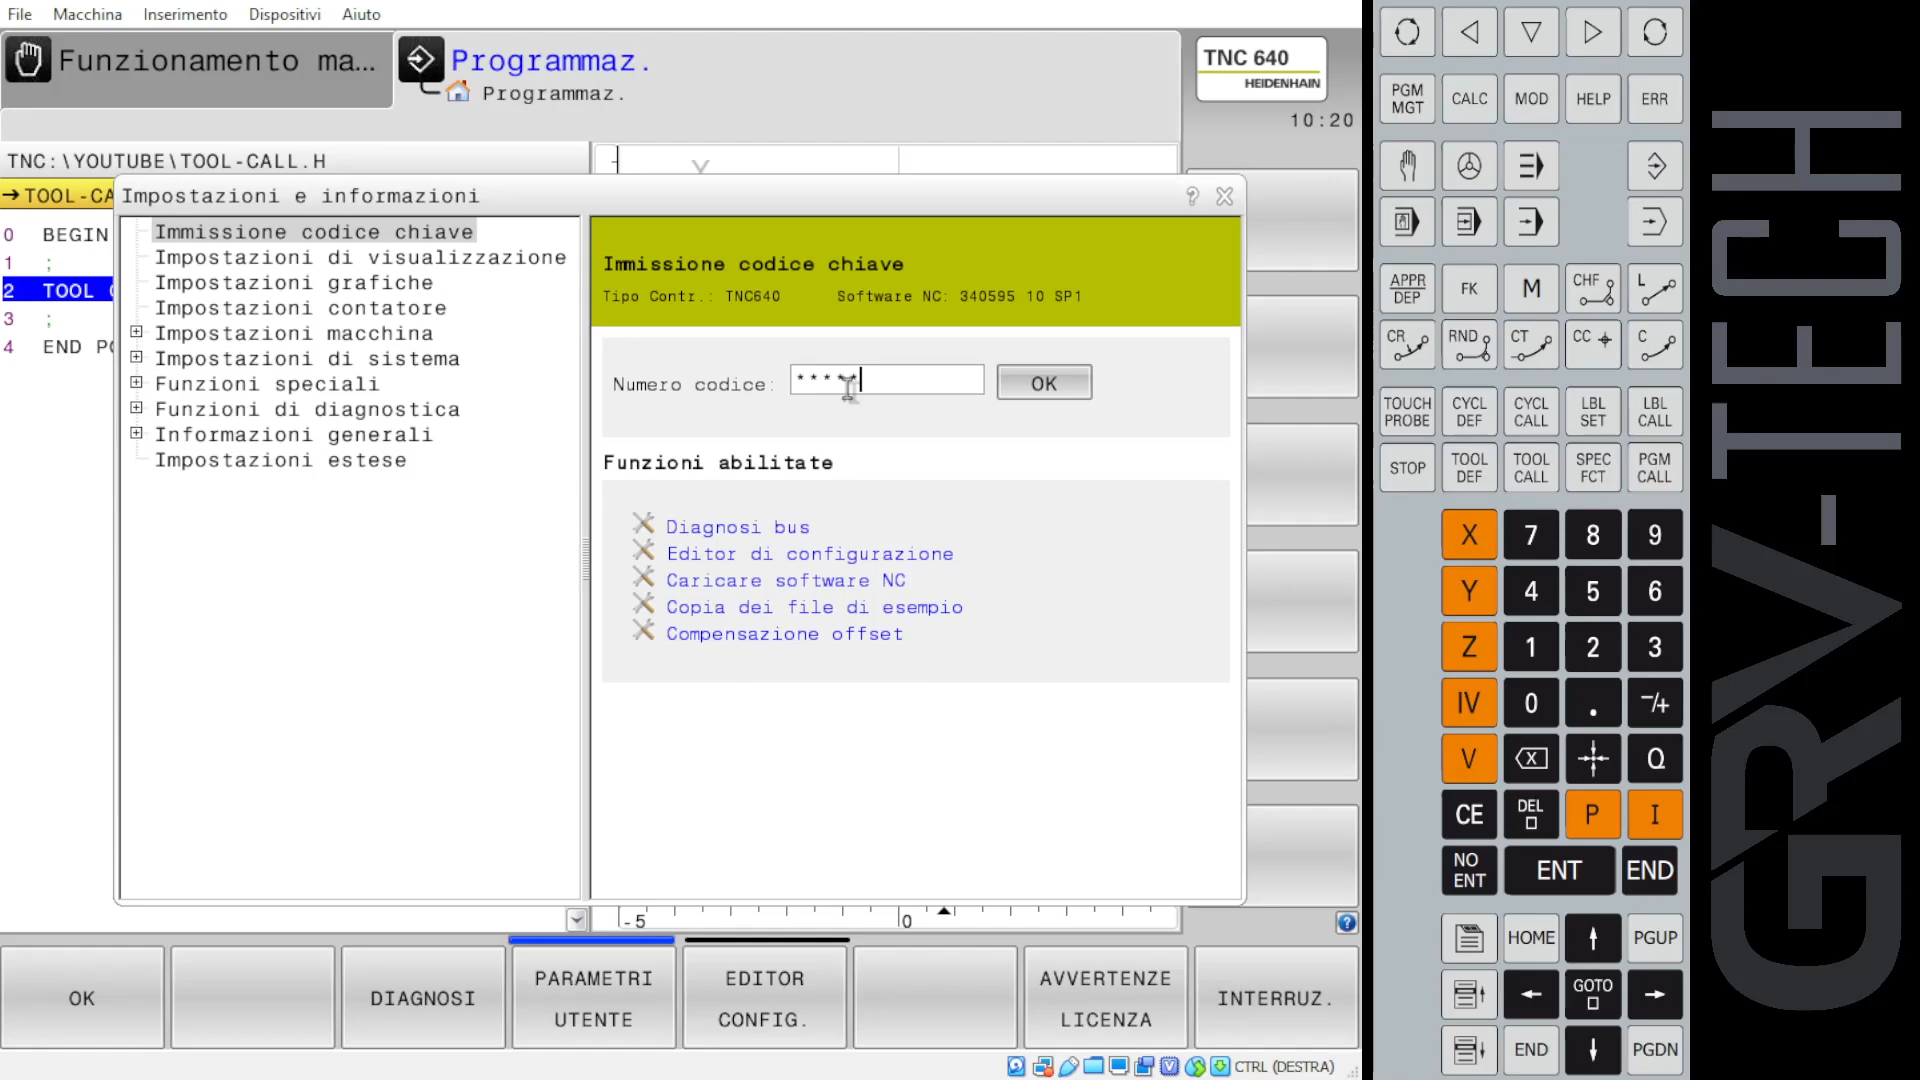 File Macchina Inserimento Dispositivi Aiuto
Funzionamento ma...
Programmaz.
Programmaz.
TNC 640
HEIDENHAIN
10:20
TNC:\YOUTUBE\TOOL-CALL.H
Y
→TOOL-CA
0 BEGIN
1 ;
2 TOOL
3 ;
4 END PG
Impostazioni e informazioni
Immissione codice chiave
Impostazioni di visualizzazione
Impostazioni grafiche
Impostazioni contatore
Impostazioni macchina
Impostazioni di sistema
Funzioni speciali
Funzioni di diagnostica
Informazioni generali
Impostazioni estese
Immissione codice chiave
Tipo Contr.: TNC640 Software NC: 340595 10 SP1
Numero codice: ***** OK
Funzioni abilitate
Diagnosi bus
Editor di configurazione
Caricare software NC
Copia dei file di esempio
Compensazione offset
-5 0
OK
DIAGNOSI
PARAMETRI
UTENTE
EDITOR
CONFIG.
AVVERTENZE
LICENZA
INTERRUZ.
CTRL (DESTRA)
PGM
MGT
CALC MOD HELP ERR
APPR
DEP
FK M CHF L
CR RND CT CC C
TOUCH
PROBE
CYCL
DEF
CYCL
CALL
LBL
SET
LBL
CALL
STOP
TOOL
DEF
TOOL
CALL
SPEC
FCT
PGM
CALL
X 7 8 9
Y 4 5 6
Z 1 2 3
IV 0 . −/+
V X Q
CE DEL P I
NO
ENT
ENT END
HOME PGUP
GOTO
END PGDN
GRV-TECH